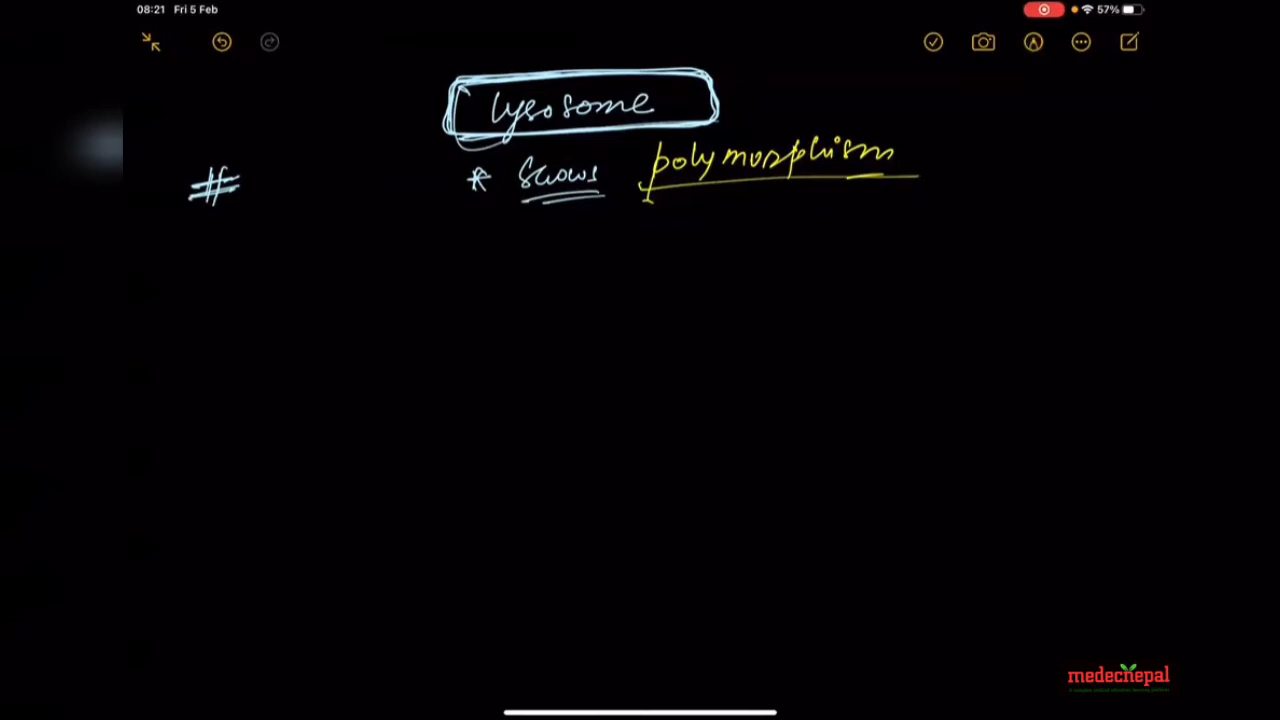 08:21 Fri 5 Feb 57%
lysosome
* shows polymorphism
#
medecnepal